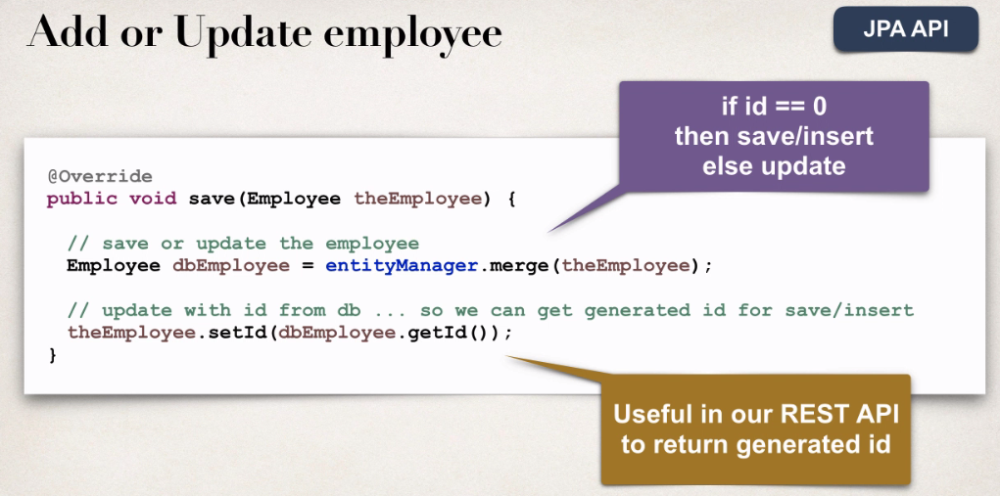 Add or Update employee
JPA API
if id == 0
then save/insert
else update
@Override
public void save(Employee theEmployee) {
// save or update the employee
Employee dbEmployee = entityManager.merge(theEmployee);
// update with id from db ... so we can get generated id for save/insert
theEmployee.setId(dbEmployee.getId());
}
Useful in our REST API
to return generated id